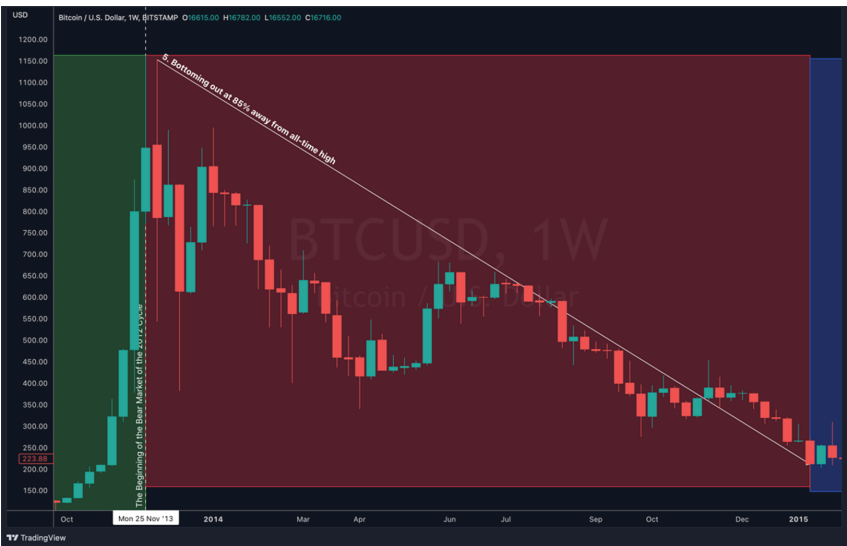 USD
Bitcoin / U.S. Dollar, 1W, BITSTAMP O16615.00 H16782.00 L16552.00 C16716.00
1200.00
1150.00
1100.00
1050.00
1000.00
950.00
900.00
850.00
800.00
750.00
700.00
650.00
600.00
550.00
500.00
450.00
400.00
350.00
300.00
250.00
223.88
200.00
150.00
5. Bottoming out at 85% away from all-time high
BTCUSD, 1W
Bitcoin / U.S. Dollar
The Beginning of the Bear Market of the 2012 Cycle
Oct
Mon 25 Nov '13
2014
Mar
Apr
Jun
Jul
Sep
Oct
Dec
2015
TradingView